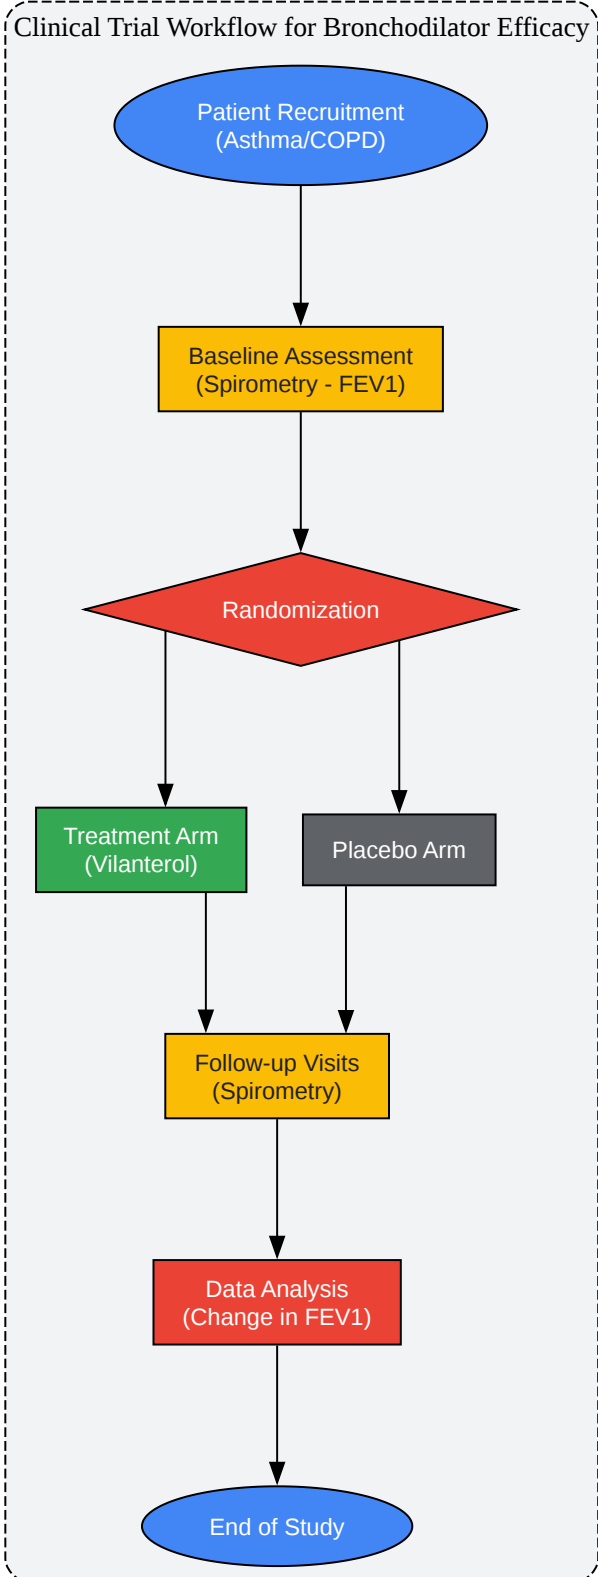 Clinical Trial Workflow for Bronchodilator Efficacy
Patient Recruitment
(Asthma/COPD)
Baseline Assessment
(Spirometry - FEV1)
Randomization
Treatment Arm
(Vilanterol)
Placebo Arm
Follow-up Visits
(Spirometry)
Data Analysis
(Change in FEV1)
End of Study